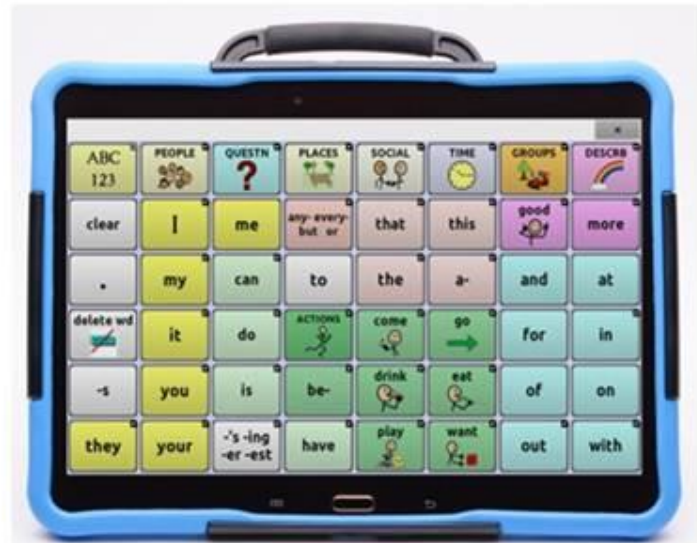 ×
ABC 123 PEOPLE QUESTN ? PLACES SOCIAL TIME GROUPS DESCRB
clear I me any- every- but or that this good more
. my can to the a- and at
delete wd it do ACTIONS come go for in
-s you is be- drink eat of on
they your -'s -ing -er -est have play want out with